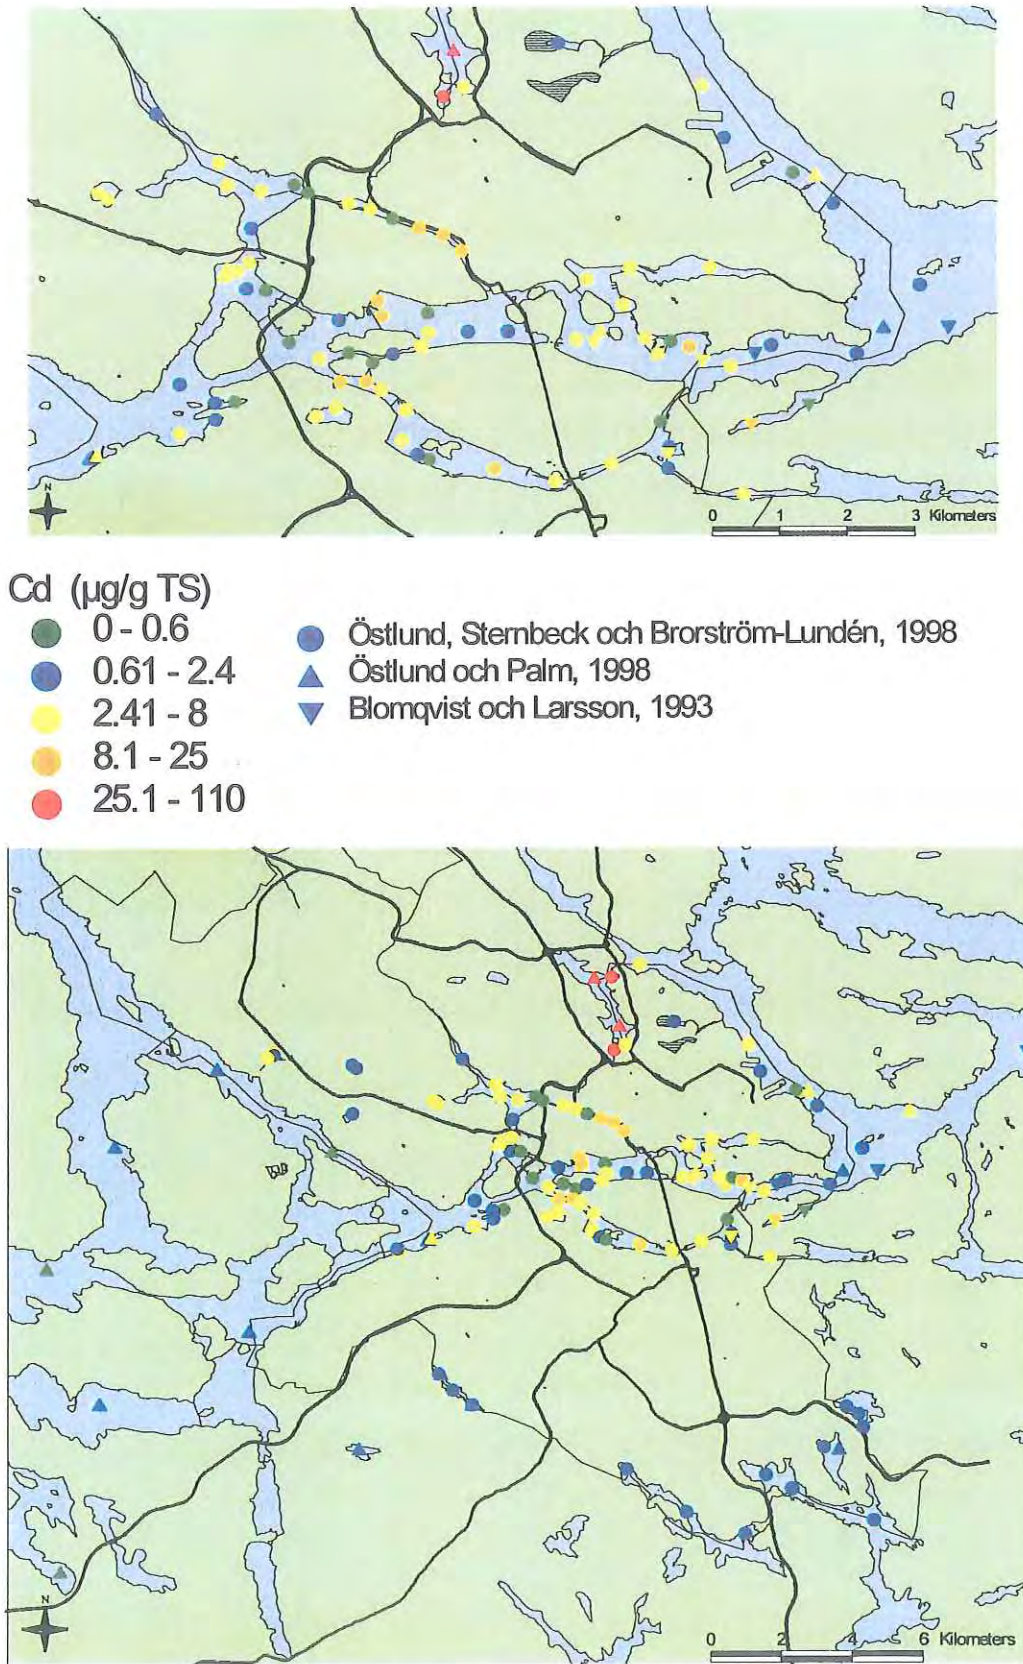 N
0 1 2 3 Kilometers
Cd (µg/g TS)
0 - 0.6
0.61 - 2.4
2.41 - 8
8.1 - 25
25.1 - 110
Östlund, Sternbeck och Brorström-Lundén, 1998
Östlund och Palm, 1998
Blomqvist och Larsson, 1993
N
0 2 4 6 Kilometers